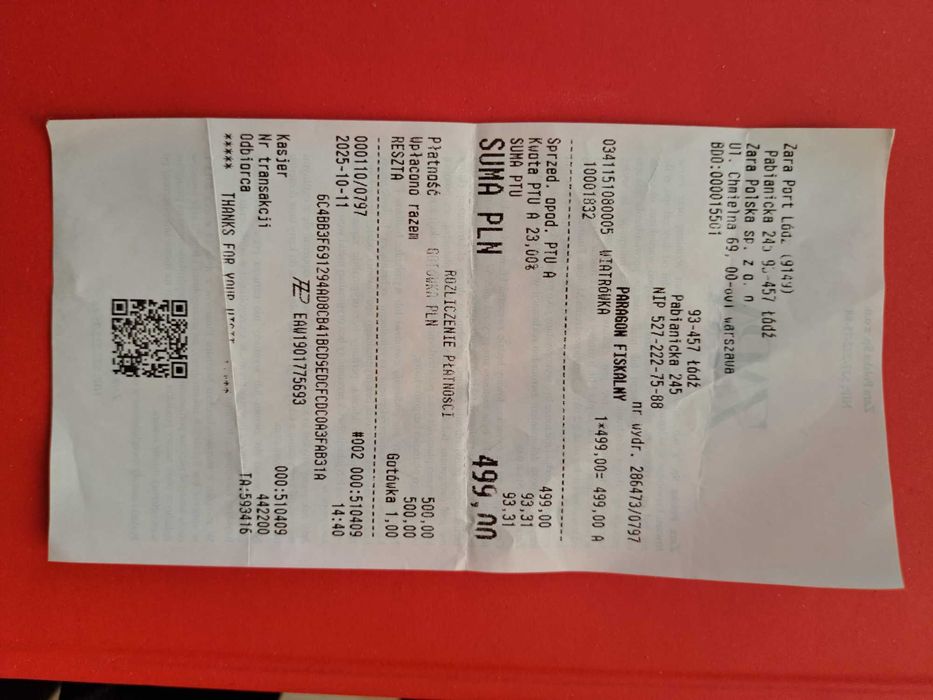 Zara Port Łódź (9149)
Pabianicka 245 93-457 Łódź
Zara Polska sp. z o. o.
Ul. Chmielna 69, 00-801 Warszawa
BDO:000015501
93-457 Łódź
Pabianicka 245
NIP 527-222-75-88
nr wydr. 286473/0797
PARAGON FISKALNY
0341151080005 WIATRÓWKA 1*499,00= 499,00 A
10001832
Sprzed. opod. PTU A 499,00
Kwota PTU A 23,00% 93,31
SUMA PTU 93,31
SUMA PLN 499,00
ROZLICZENIE PŁATNOŚCI
Płatność GOTÓWKA PLN 500,00
Wpłacono razem 500,00
RESZTA Gotówka 1,00
000110/0797 #002 000:510409
2025-10-11 14:40
6C4BB3F691294AD8CB41BCD9EDCFCDC0A3FAB31A
EAW1901775693
Kasjer 000:510409
Nr transakcji 442200
Odbiorca TA:593416
***** THANKS FOR YOUR VISIT